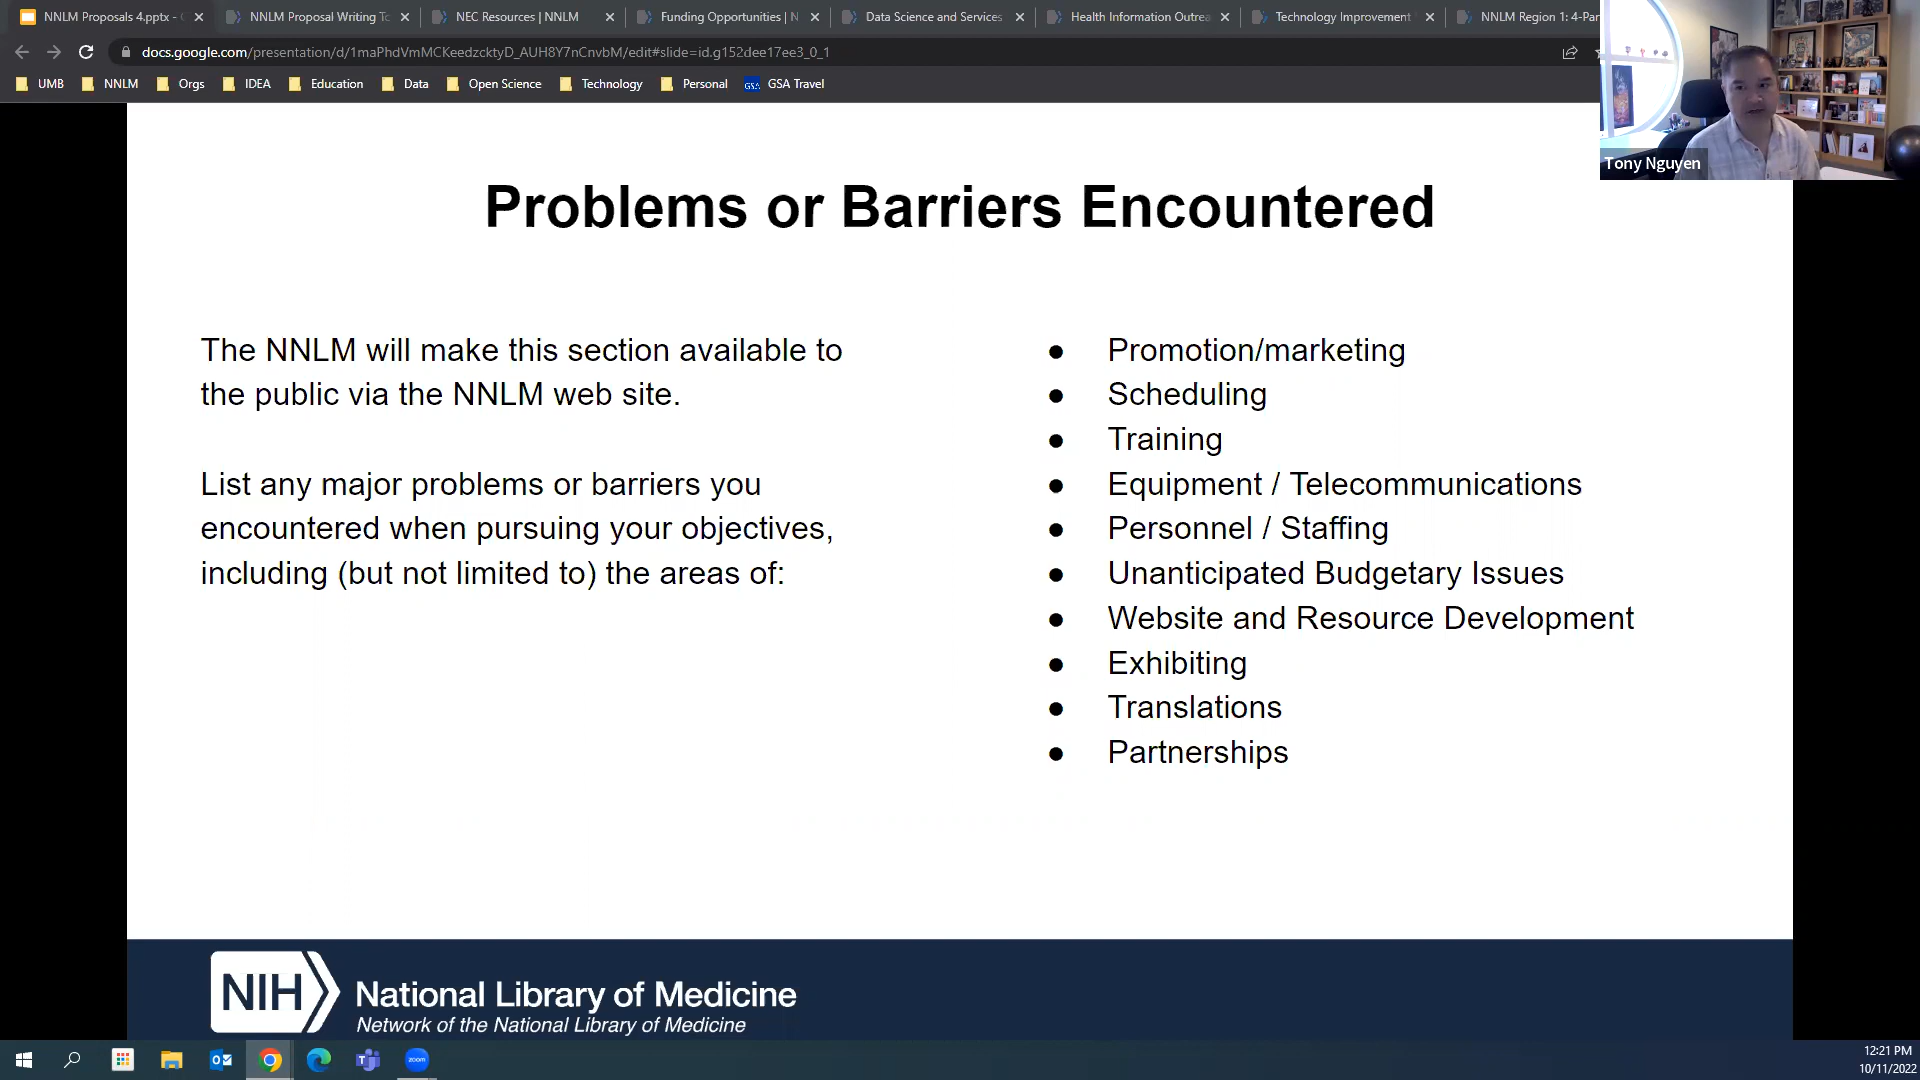 NNLM Proposals 4.pptx - G
NNLM Proposal Writing To
NEC Resources | NNLM
Funding Opportunities | N
Data Science and Services
Health Information Outrea
Technology Improvement
NNLM Region 1: 4-Par
docs.google.com/presentation/d/1maPhdVmMCKeedzcktyD_AUH8Y7nCnvbM/edit#slide=id.g152dee17ee3_0_1
UMB
NNLM
Orgs
IDEA
Education
Data
Open Science
Technology
Personal
GSA
GSA Travel
Tony Nguyen
Problems or Barriers Encountered
The NNLM will make this section available to
the public via the NNLM web site.
List any major problems or barriers you
encountered when pursuing your objectives,
including (but not limited to) the areas of:
● Promotion/marketing
● Scheduling
● Training
● Equipment / Telecommunications
● Personnel / Staffing
● Unanticipated Budgetary Issues
● Website and Resource Development
● Exhibiting
● Translations
● Partnerships
NIH
National Library of Medicine
Network of the National Library of Medicine
zoom
12:21 PM
10/11/2022